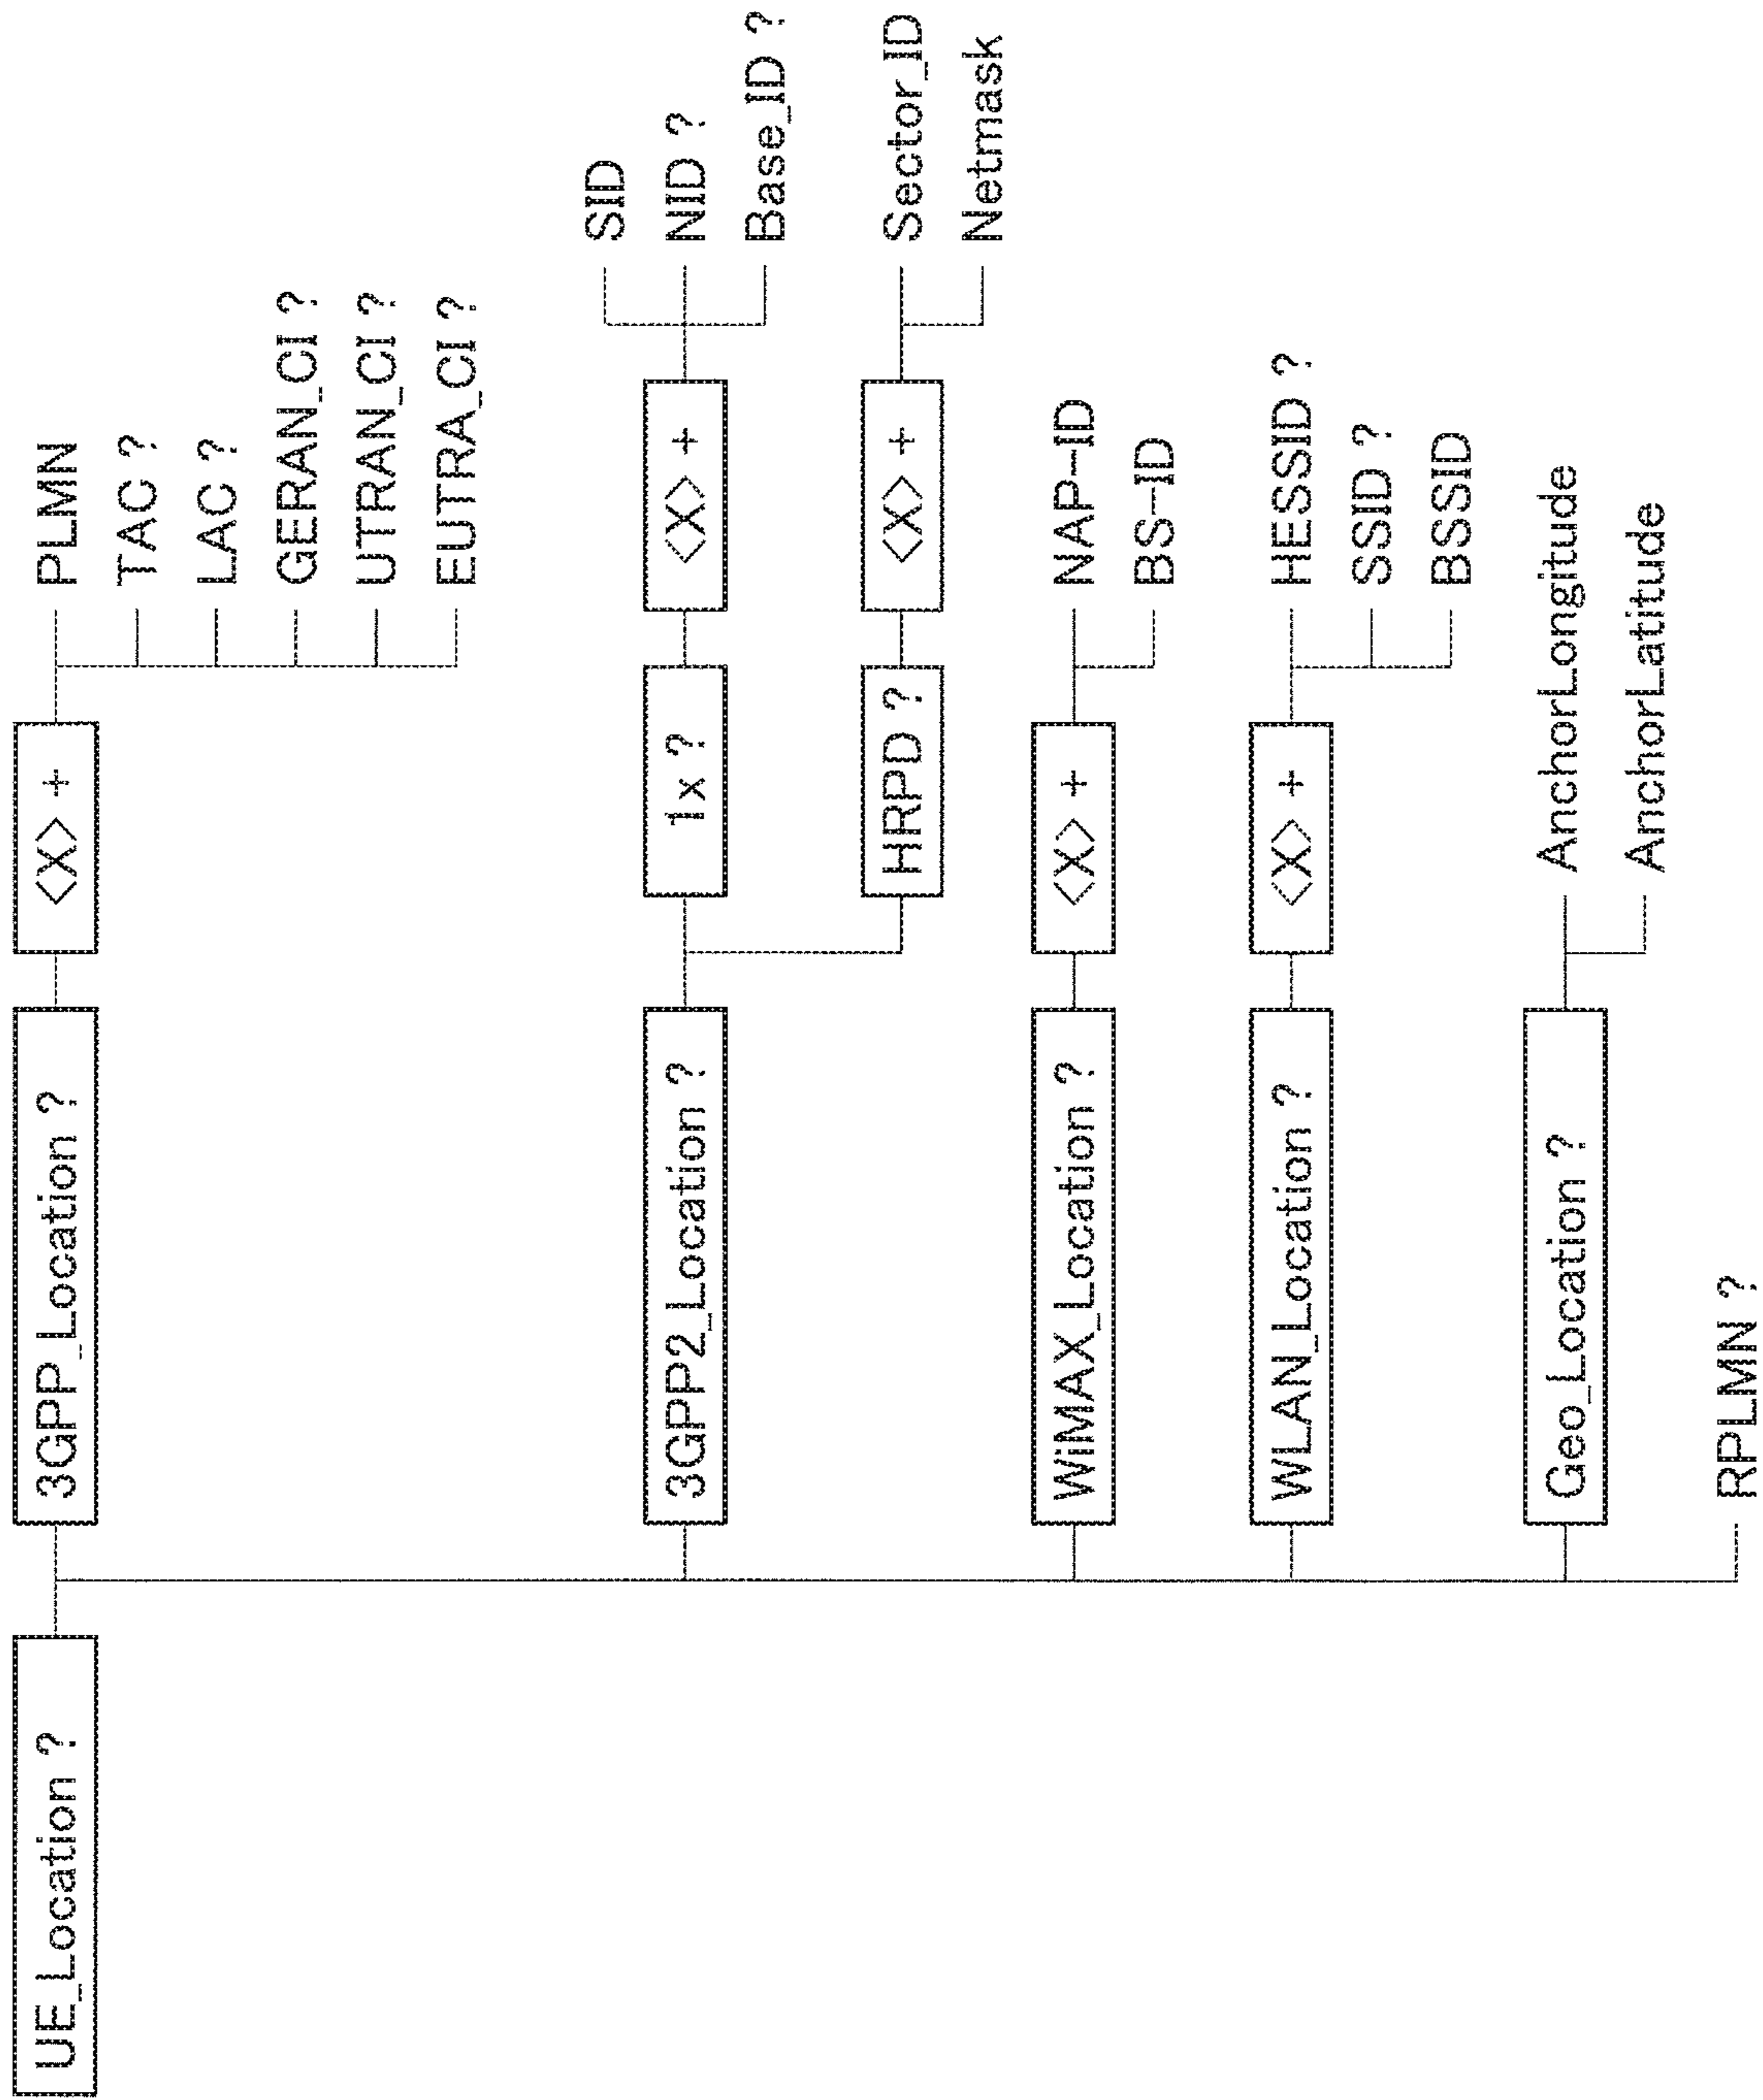 UE_Location ?
3GPP_Location ?
<X> +
PLMN
TAC ?
LAC ?
GERAN_CI ?
UTRAN_CI ?
EUTRA_CI ?
3GPP2_Location ?
1x ?
<X> +
SID
NID ?
Base_ID ?
HRPD ?
<X> +
Sector_ID
Netmask
WiMAX_Location ?
<X> +
NAP-ID
BS-ID
WLAN_Location ?
<X> +
HESSID ?
SSID ?
BSSID
Geo_Location ?
AnchorLongitude
AnchorLatitude
RPLMN ?